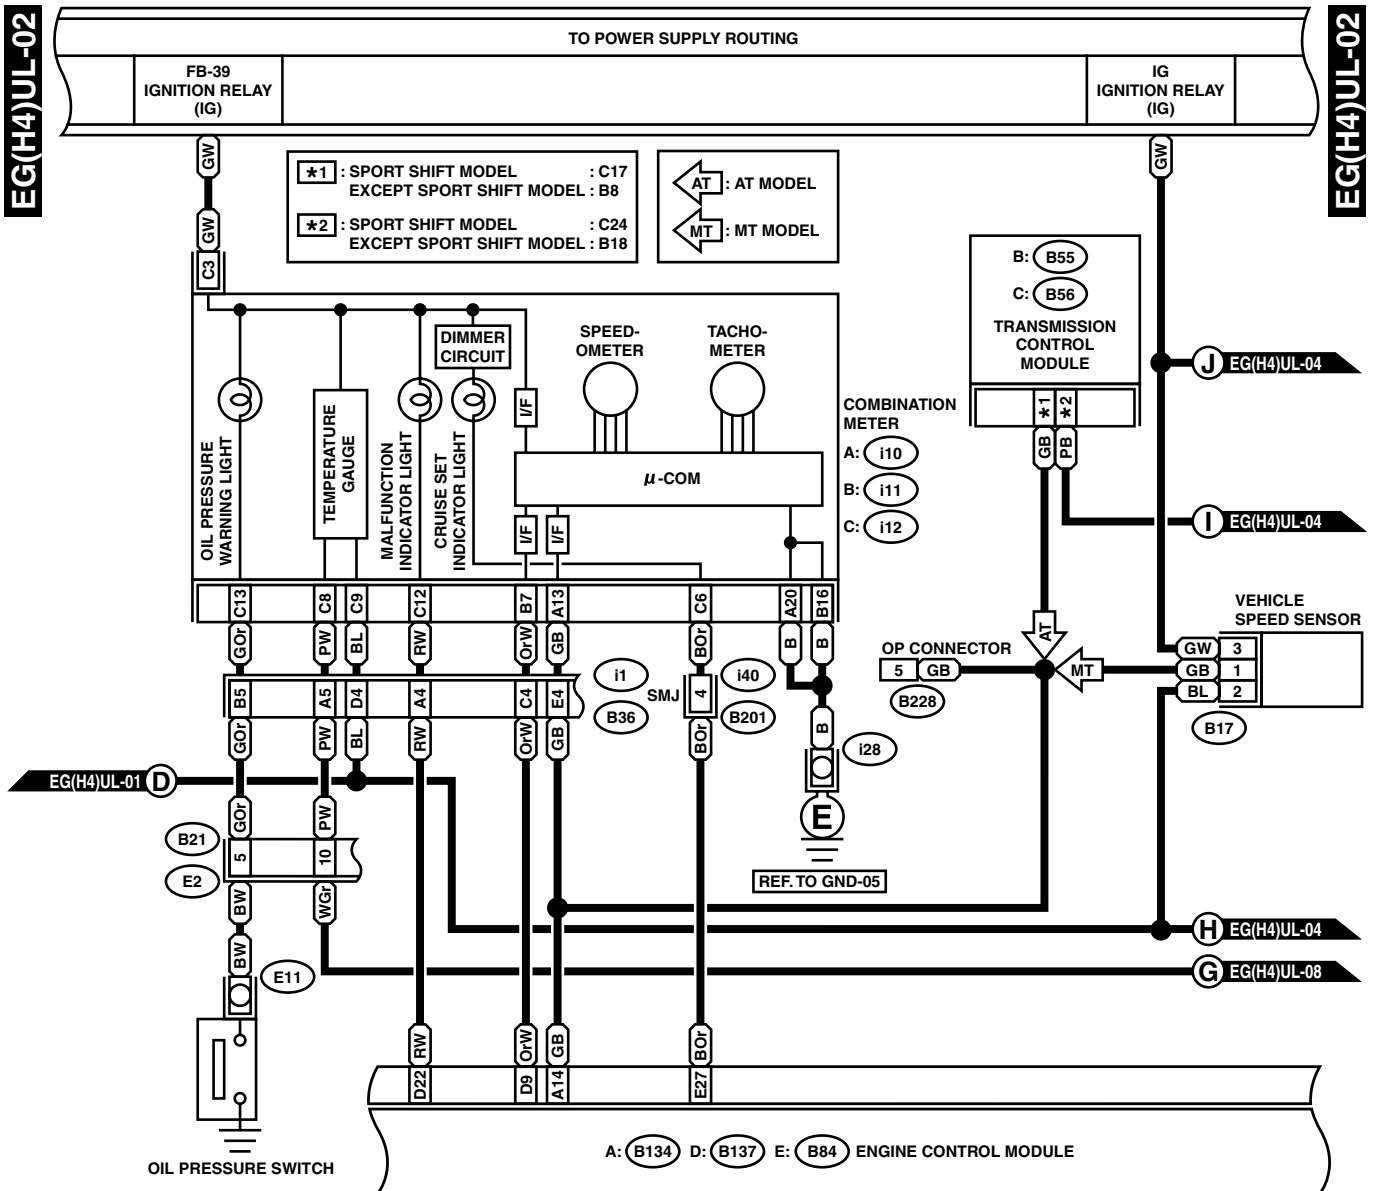 EG(H4)UL-02
EG(H4)UL-02
TO POWER SUPPLY ROUTING
FB-39
IGNITION RELAY
(IG)
IG
IGNITION RELAY
(IG)
GW
GW
GW
C3
*1 : SPORT SHIFT MODEL : C17
EXCEPT SPORT SHIFT MODEL : B8
*2 : SPORT SHIFT MODEL : C24
EXCEPT SPORT SHIFT MODEL : B18
AT : AT MODEL
MT : MT MODEL
B: B55
C: B56
TRANSMISSION
CONTROL
MODULE
*1 *2
GB PB
J EG(H4)UL-04
I EG(H4)UL-04
DIMMER
CIRCUIT
SPEED-
OMETER
TACHO-
METER
I/F
OIL PRESSURE
WARNING LIGHT
TEMPERATURE
GAUGE
MALFUNCTION
INDICATOR LIGHT
CRUISE SET
INDICATOR LIGHT
μ-COM
I/F I/F
COMBINATION
METER
A: i10
B: i11
C: i12
C13 C8 C9 C12 B7 A13 C6 A20 B16
GOr PW BL RW OrW GB BOr B B
B5 A5 D4 A4 C4 E4
i1
B36
SMJ 4
i40
B201
GOr PW BL RW OrW GB BOr B
i28
E
REF. TO GND-05
AT
MT
OP CONNECTOR
5 GB
B228
VEHICLE
SPEED SENSOR
GW 3
GB 1
BL 2
B17
EG(H4)UL-01 D
GOr PW
B21
5 10
E2
BW WGr
BW
E11
H EG(H4)UL-04
G EG(H4)UL-08
RW OrW GB BOr
D22 D9 A14 E27
OIL PRESSURE SWITCH
A: B134 D: B137 E: B84 ENGINE CONTROL MODULE